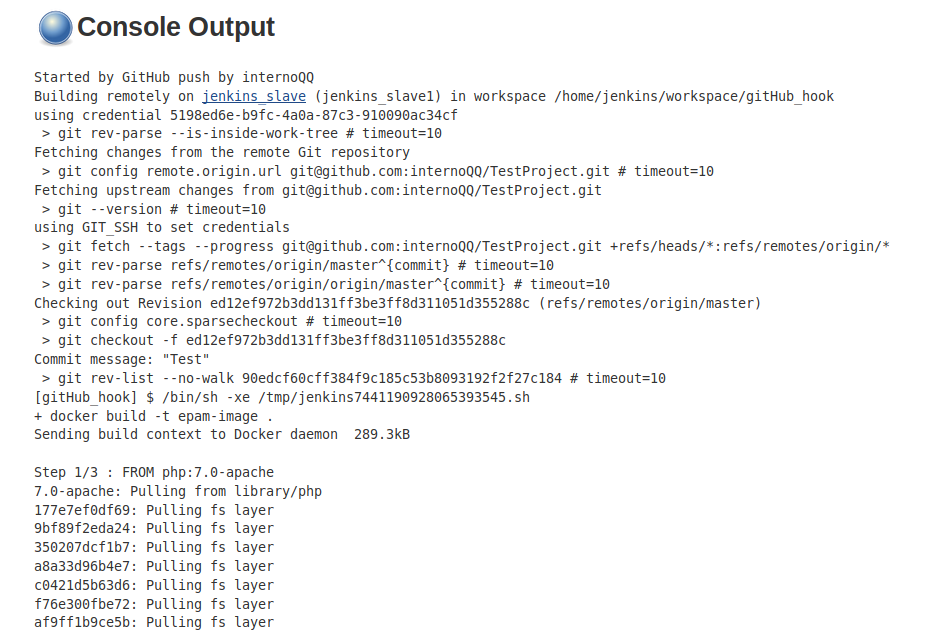 Console Output
Started by GitHub push by internoQQ
Building remotely on jenkins_slave (jenkins_slave1) in workspace /home/jenkins/workspace/gitHub_hook
using credential 5198ed6e-b9fc-4a0a-87c3-910090ac34cf
 > git rev-parse --is-inside-work-tree # timeout=10
Fetching changes from the remote Git repository
 > git config remote.origin.url git@github.com:internoQQ/TestProject.git # timeout=10
Fetching upstream changes from git@github.com:internoQQ/TestProject.git
 > git --version # timeout=10
using GIT_SSH to set credentials
 > git fetch --tags --progress git@github.com:internoQQ/TestProject.git +refs/heads/*:refs/remotes/origin/*
 > git rev-parse refs/remotes/origin/master^{commit} # timeout=10
 > git rev-parse refs/remotes/origin/origin/master^{commit} # timeout=10
Checking out Revision ed12ef972b3dd131ff3be3ff8d311051d355288c (refs/remotes/origin/master)
 > git config core.sparsecheckout # timeout=10
 > git checkout -f ed12ef972b3dd131ff3be3ff8d311051d355288c
Commit message: "Test"
 > git rev-list --no-walk 90edcf60cff384f9c185c53b8093192f2f27c184 # timeout=10
[gitHub_hook] $ /bin/sh -xe /tmp/jenkins7441190928065393545.sh
+ docker build -t epam-image .
Sending build context to Docker daemon  289.3kB
Step 1/3 : FROM php:7.0-apache
7.0-apache: Pulling from library/php
177e7ef0df69: Pulling fs layer
9bf89f2eda24: Pulling fs layer
350207dcf1b7: Pulling fs layer
a8a33d96b4e7: Pulling fs layer
c0421d5b63d6: Pulling fs layer
f76e300fbe72: Pulling fs layer
af9ff1b9ce5b: Pulling fs layer